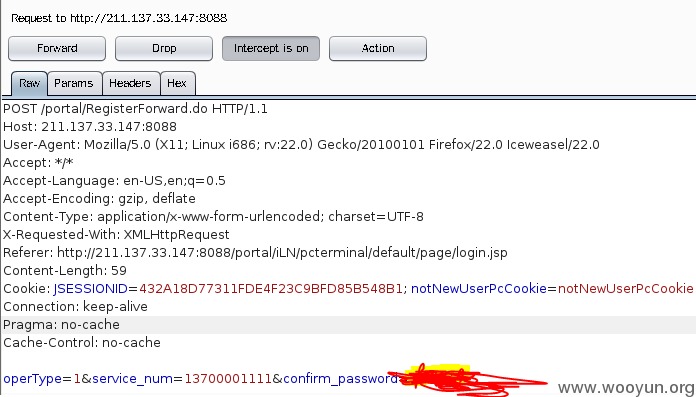 Request to http://211.137.33.147:8088
Forward Drop Intercept is on Action
Raw Params Headers Hex
POST /portal/RegisterForward.do HTTP/1.1
Host: 211.137.33.147:8088
User-Agent: Mozilla/5.0 (X11; Linux i686; rv:22.0) Gecko/20100101 Firefox/22.0 Iceweasel/22.0
Accept: */*
Accept-Language: en-US,en;q=0.5
Accept-Encoding: gzip, deflate
Content-Type: application/x-www-form-urlencoded; charset=UTF-8
X-Requested-With: XMLHttpRequest
Referer: http://211.137.33.147:8088/portal/iLN/pcterminal/default/page/login.jsp
Content-Length: 59
Cookie: JSESSIONID=432A18D77311FDE4F23C9BFD85B548B1; notNewUserPcCookie=notNewUserPcCookie
Connection: keep-alive
Pragma: no-cache
Cache-Control: no-cache
operType=1&service_num=13700001111&confirm_password=
www.wooyun.org